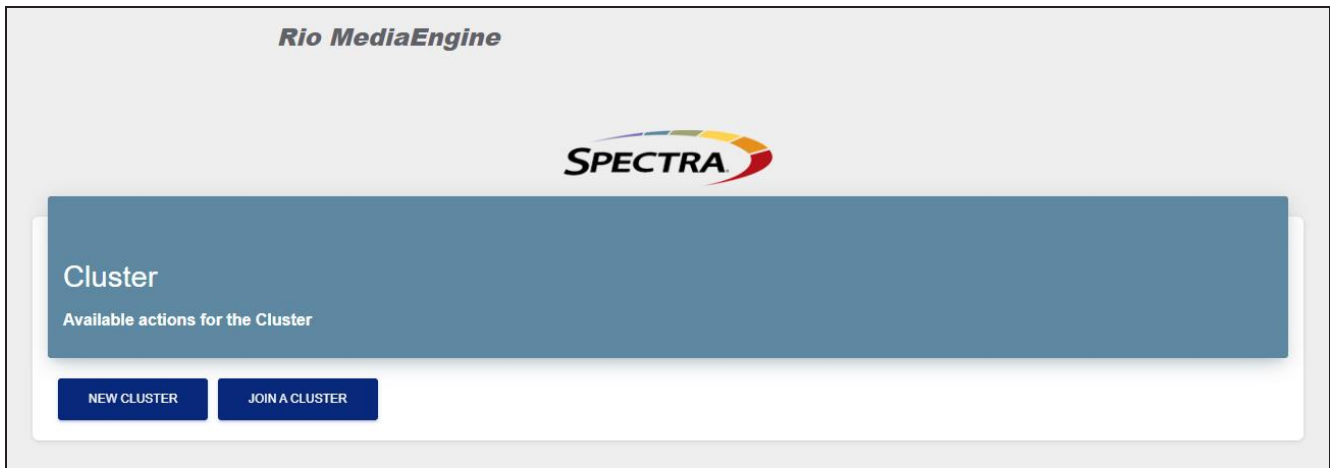 Rio MediaEngine
SPECTRA
Cluster
Available actions for the Cluster
NEW CLUSTER JOIN A CLUSTER